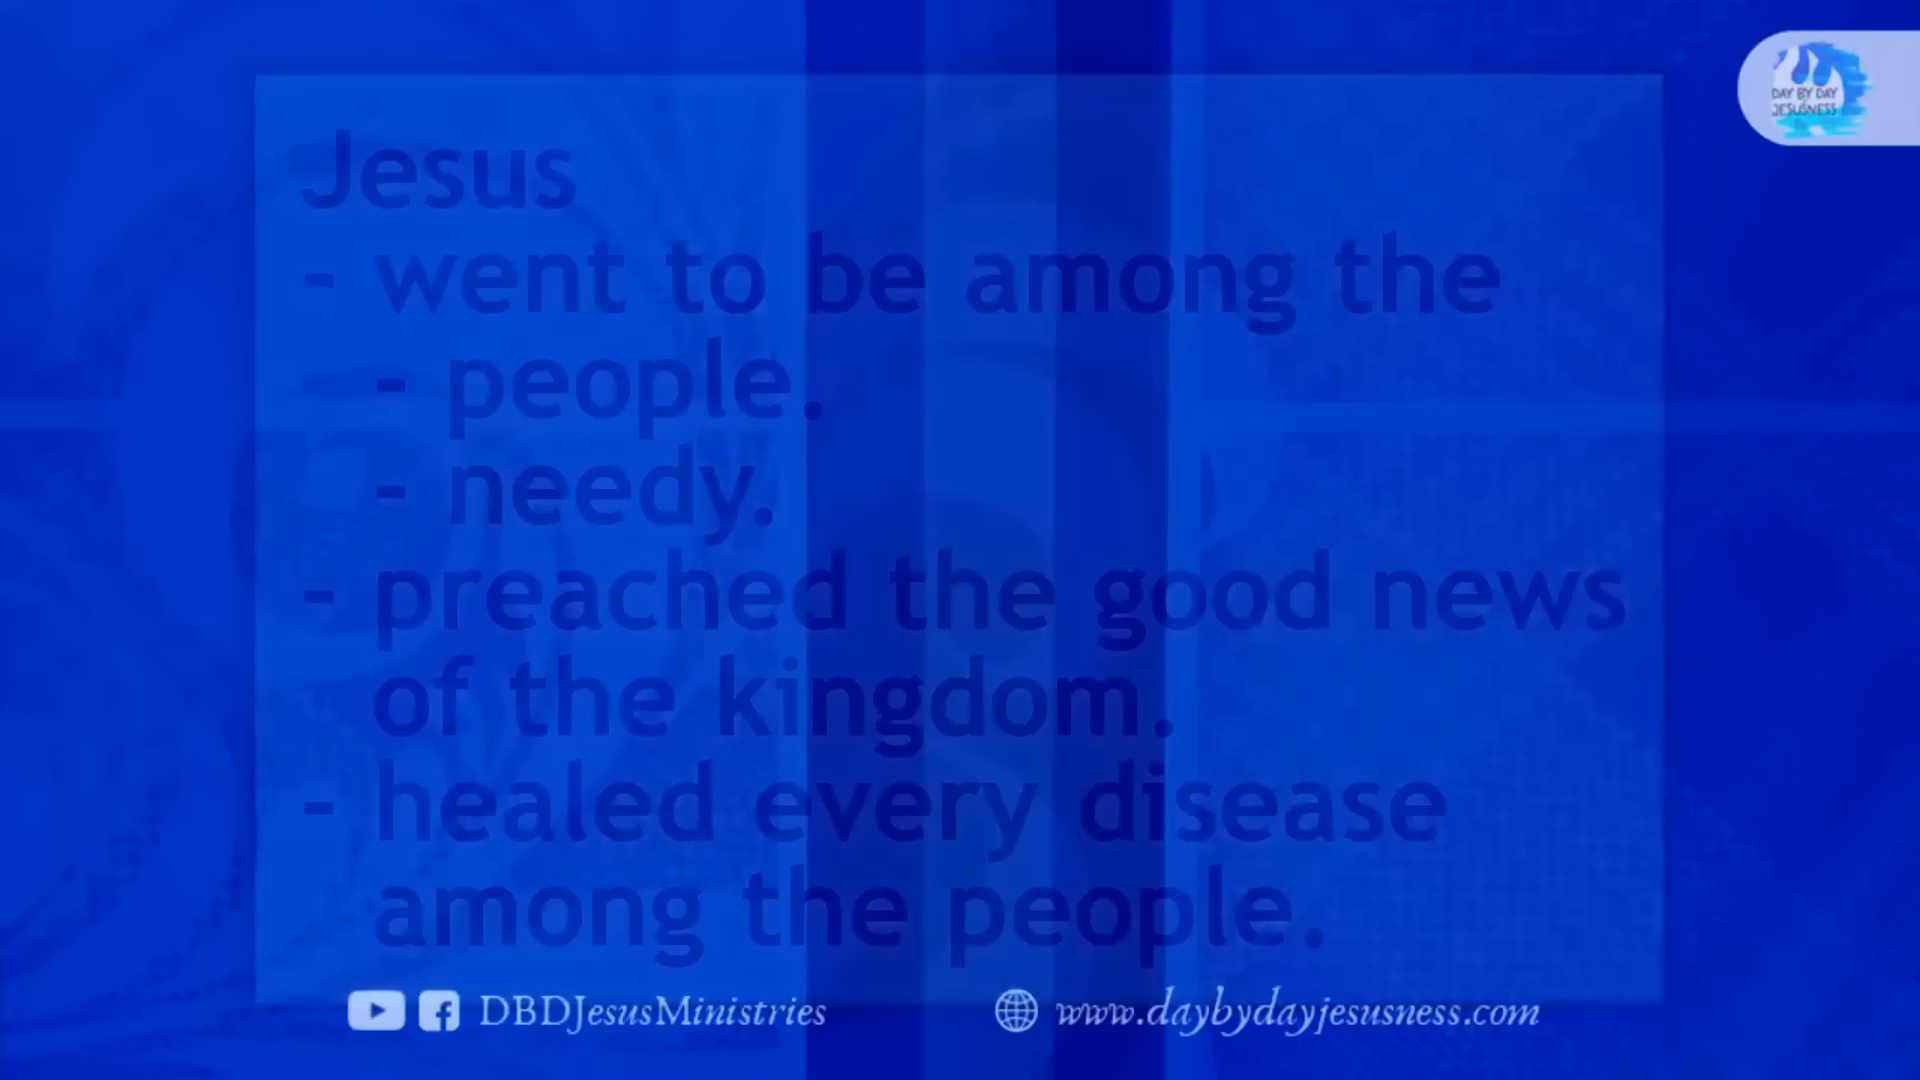 DAY BY DAY
JESUSNESS
Jesus
- went to be among the
- people.
- needy.
- preached the good news
of the kingdom.
- healed every disease
among the people.
DBDJesusMinistries
www.daybydayjesusness.com